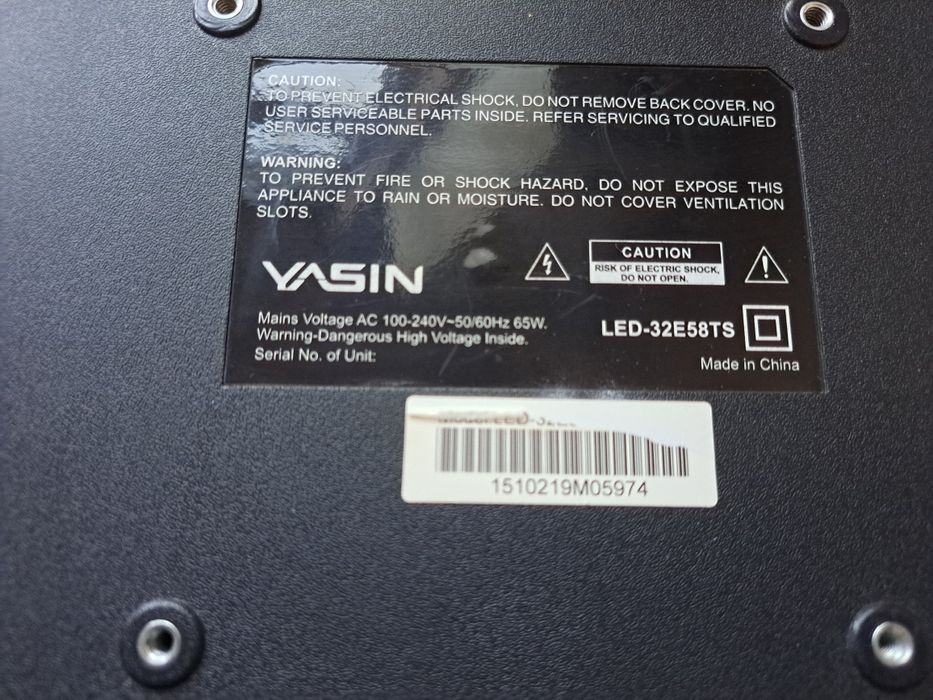 CAUTION:
TO PREVENT ELECTRICAL SHOCK, DO NOT REMOVE BACK COVER. NO
USER SERVICEABLE PARTS INSIDE. REFER SERVICING TO QUALIFIED
SERVICE PERSONNEL.
WARNING:
TO PREVENT FIRE OR SHOCK HAZARD, DO NOT EXPOSE THIS
APPLIANCE TO RAIN OR MOISTURE. DO NOT COVER VENTILATION
SLOTS.
YASIN
CAUTION
RISK OF ELECTRIC SHOCK,
DO NOT OPEN.
Mains Voltage AC 100-240V~50/60Hz 65W.
Warning-Dangerous High Voltage Inside.
Serial No. of Unit:
LED-32E58TS
Made in China
1510219M05974